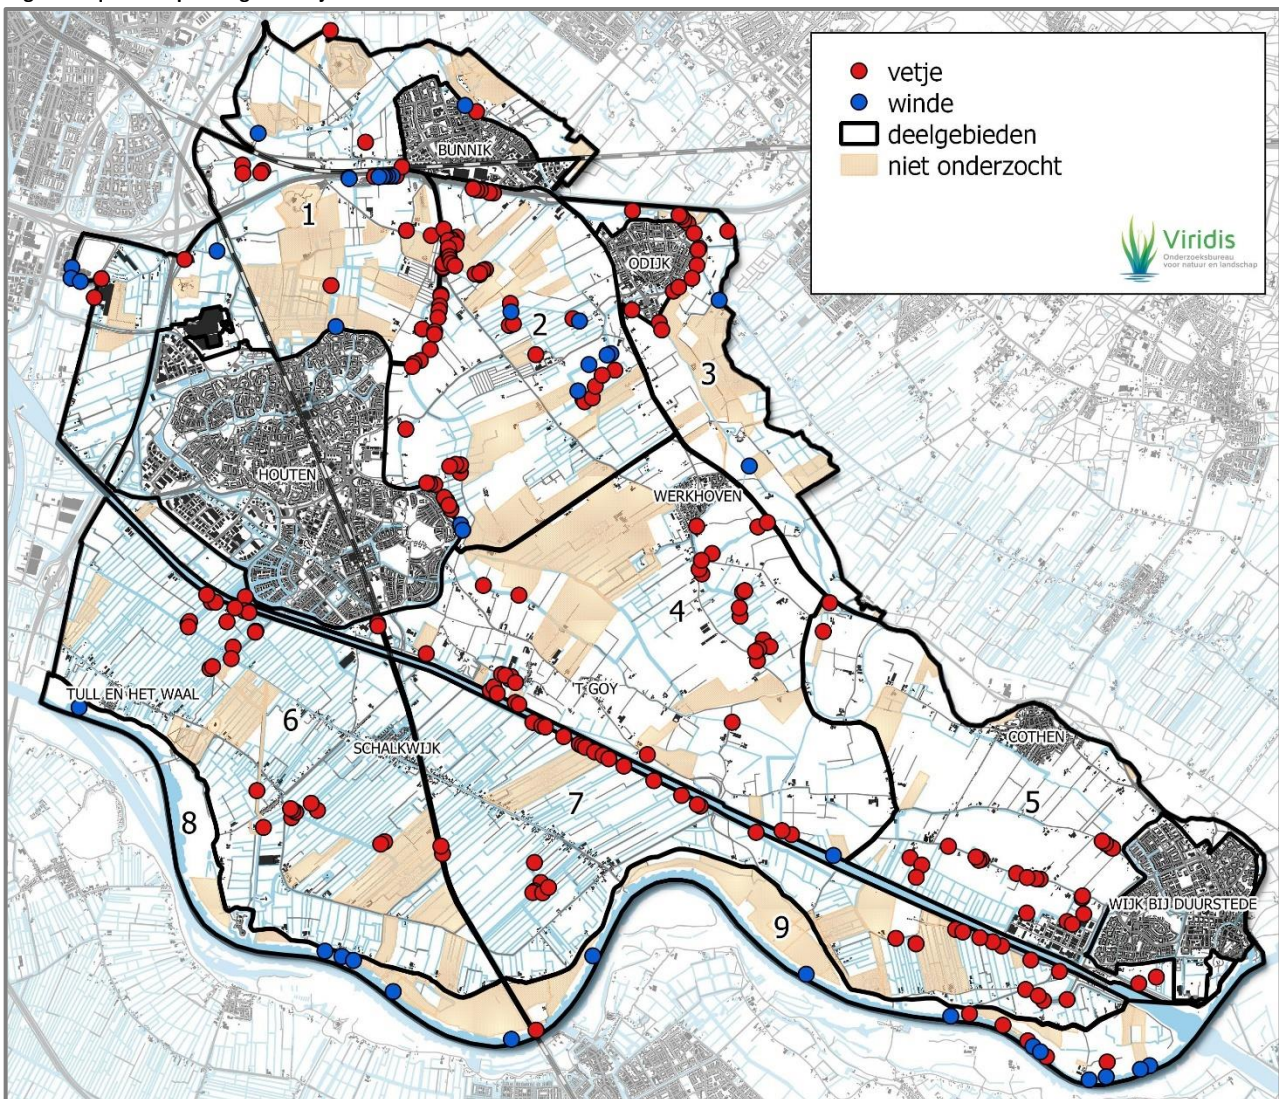 vetje
winde
deelgebieden
niet onderzocht
Viridis
Onderzoeksbureau
voor natuur en landschap
BUNNIK
1
ODIJK
2
3
HOUTEN
WERKHOVEN
4
TULL EN HET WAAL
'T GOY
6
SCHALKWIJK
COTHEN
7
5
8
WIJK BIJ DUURSTEDE
9